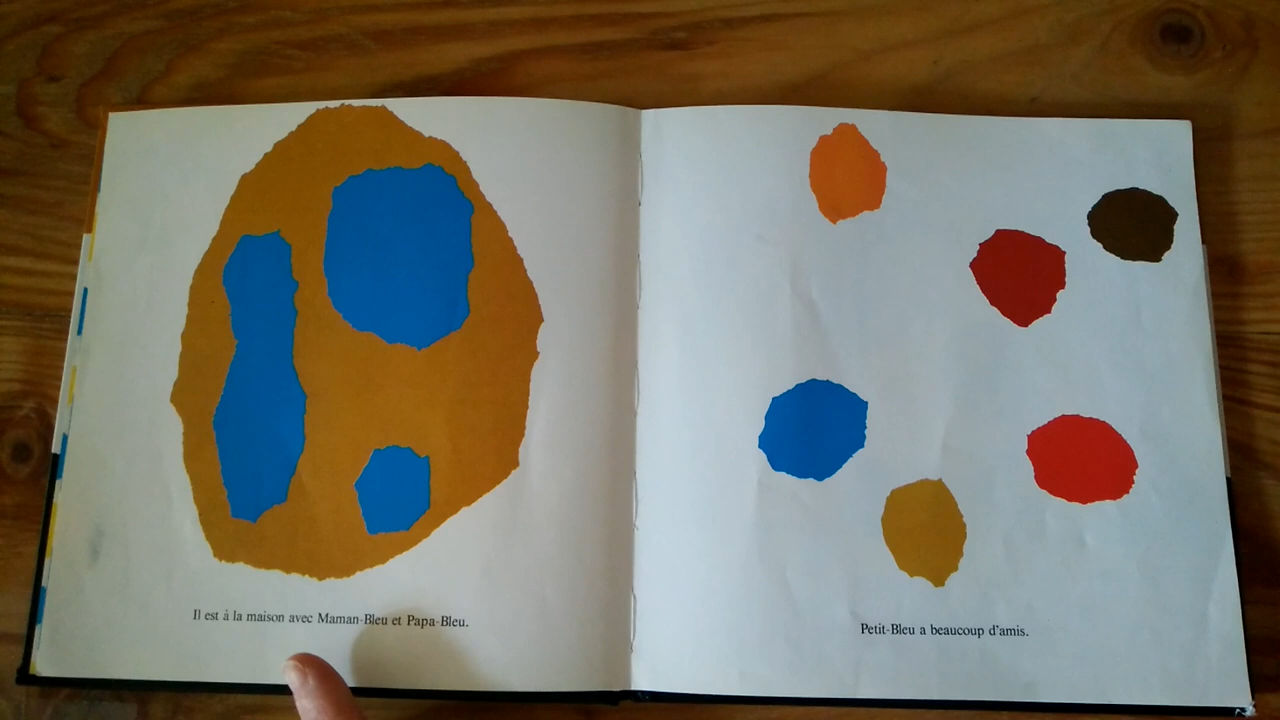 Il est à la maison avec Maman-Bleu et Papa-Bleu.
Petit-Bleu a beaucoup d'amis.